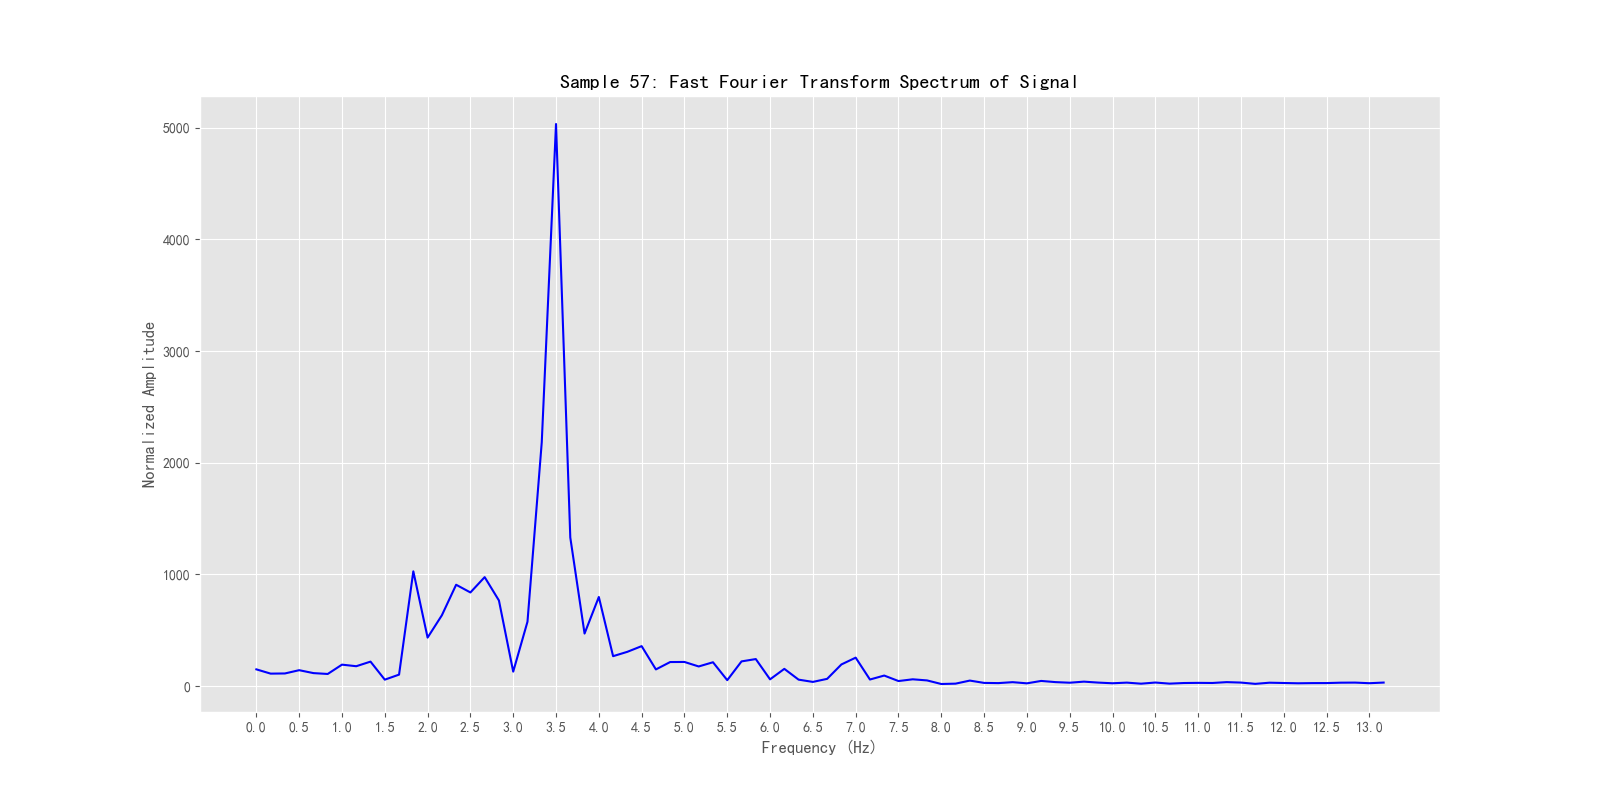 Sample 57: Fast Fourier Transform Spectrum of Signal
Normalized Amplitude
5000
4000
3000
2000
1000
0
0.0 0.5 1.0 1.5 2.0 2.5 3.0 3.5 4.0 4.5 5.0 5.5 6.0 6.5 7.0 7.5 8.0 8.5 9.0 9.5 10.0 10.5 11.0 11.5 12.0 12.5 13.0
Frequency (Hz)